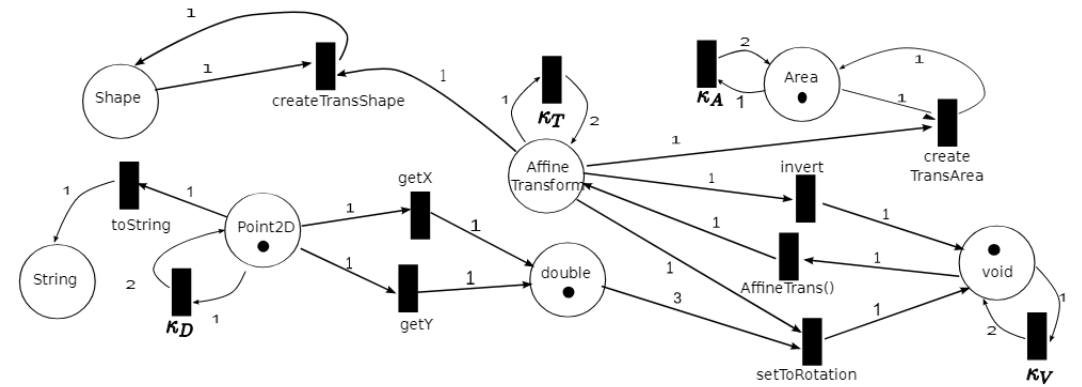 1
1
Shape
createTransShape
1
1
κT
2
2
κA
1
Area
1
1
1
create
TransArea
Affine
Transform
invert
1
1
1
toString
1
getX
1
1
Point2D
1
1
getY
String
2
κD
1
double
3
1
1
AffineTrans()
1
1
setToRotation
void
1
2
κV